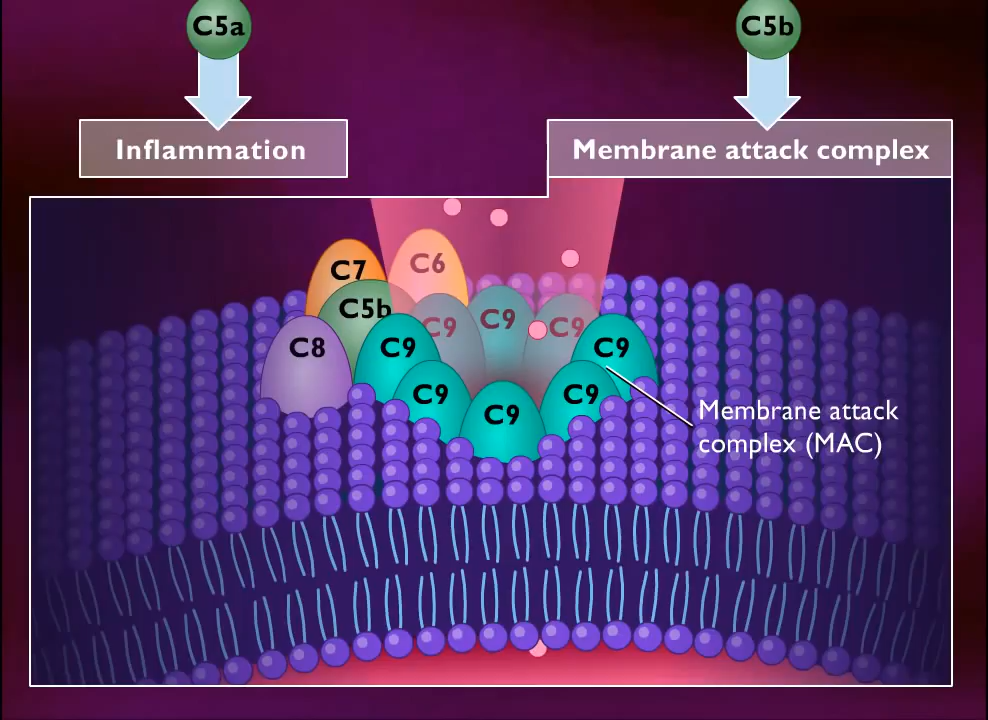 C5a
C5b
Inflammation
Membrane attack complex
C7
C6
C5b
C9
C9
C9
C8
C9
C9
C9
C9
C9
Membrane attack
complex (MAC)